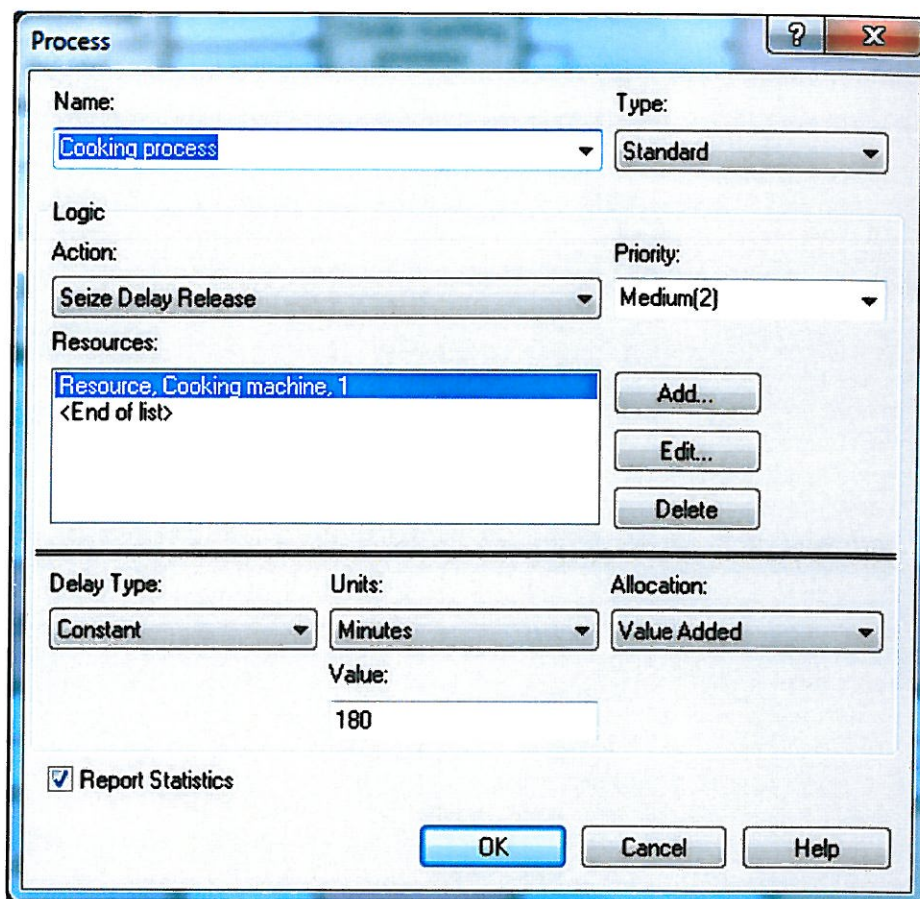 Process
?
X
Name:
Type:
Cooking process
Standard
Logic
Action:
Priority:
Seize Delay Release
Medium(2)
Resources:
Resource, Cooking machine, 1
<End of list>
Add...
Edit...
Delete
Delay Type:
Units:
Allocation:
Constant
Minutes
Value Added
Value:
180
Report Statistics
OK
Cancel
Help